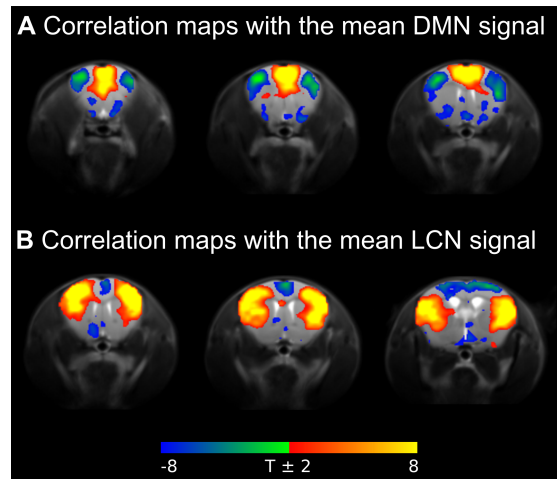 A Correlation maps with the mean DMN signal
B Correlation maps with the mean LCN signal
-8 T ± 2 8